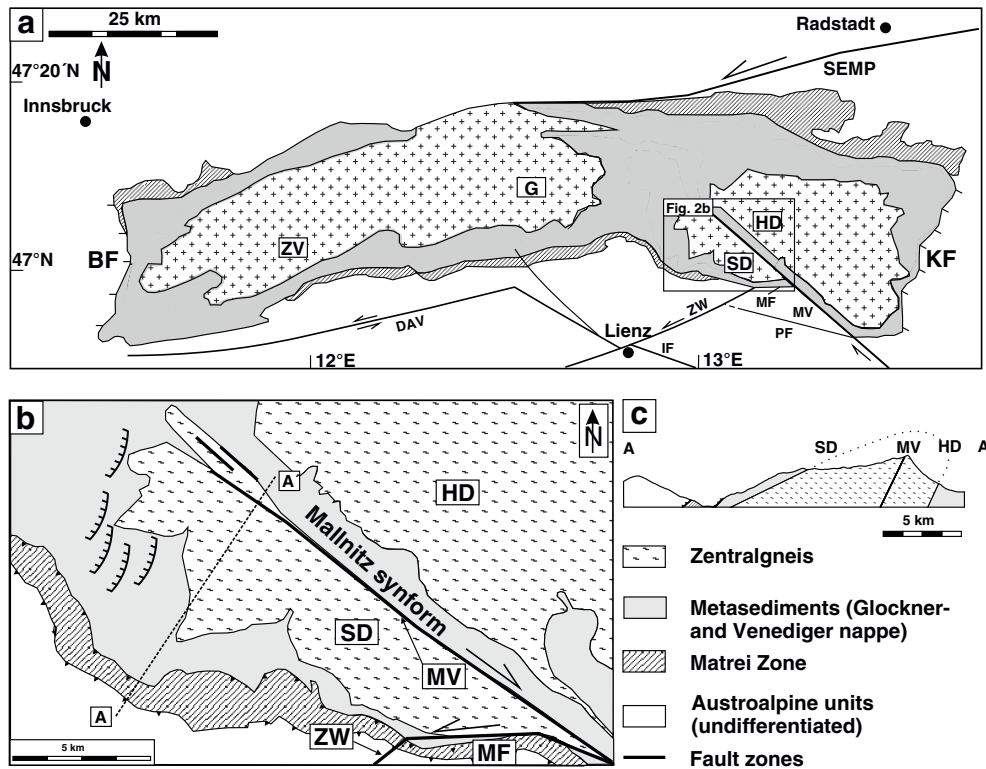 a
25 km
N
47°20´N
Innsbruck
Radstadt
SEMP
G
Fig. 2b
HD
ZV
SD
47°N
BF
KF
MF
MV
ZW
PF
DAV
Lienz
IF
12°E
13°E
b
N
A
HD
Mallnitz synform
SD
MV
A
ZW
MF
5 km
c
A
SD
MV
HD
A
5 km
Zentralgneis
Metasediments (Glockner-
and Venediger nappe)
Matrei Zone
Austroalpine units
(undifferentiated)
Fault zones